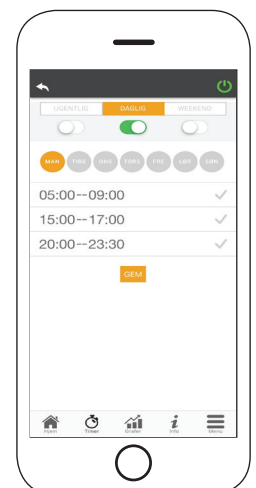 UGENTLIG DAGLIG WEEKEND
MAN TIRS ONS TORS FRE LØR SØN
05:00--09:00
15:00--17:00
20:00--23:30
GEM
Hjem Timer Grafer Info Menu